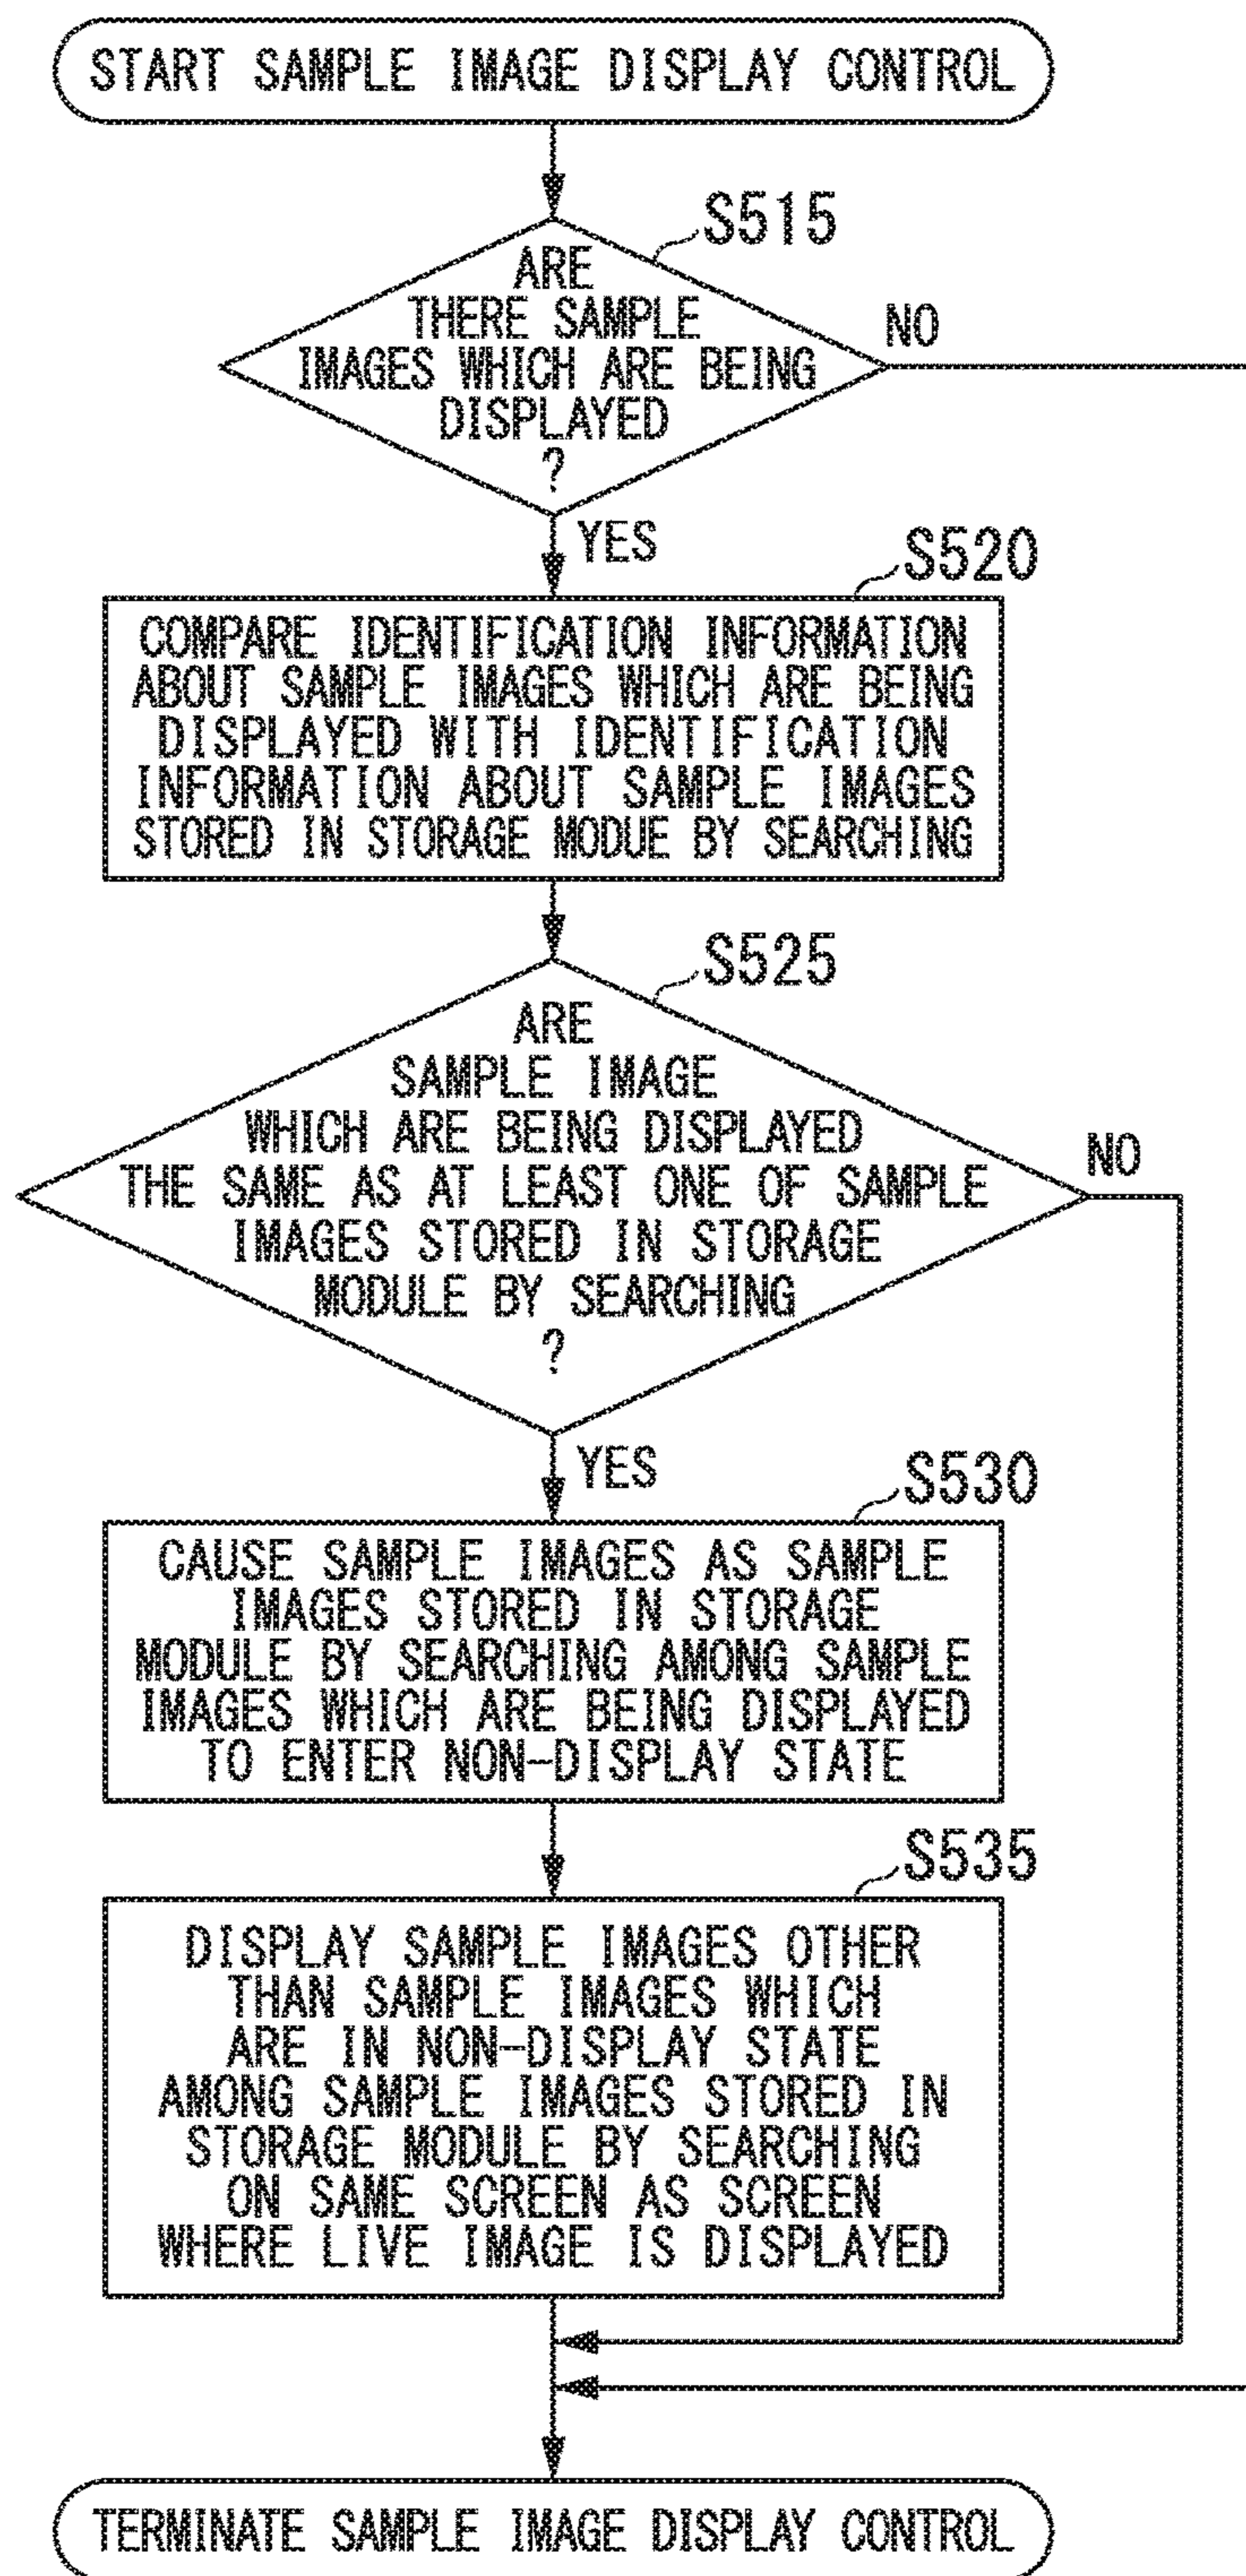 START SAMPLE IMAGE DISPLAY CONTROL
S515
ARE
THERE SAMPLE
IMAGES WHICH ARE BEING
DISPLAYED
?
NO
YES
S520
COMPARE IDENTIFICATION INFORMATION
ABOUT SAMPLE IMAGES WHICH ARE BEING
DISPLAYED WITH IDENTIFICATION
INFORMATION ABOUT SAMPLE IMAGES
STORED IN STORAGE MODUE BY SEARCHING
S525
ARE
SAMPLE IMAGE
WHICH ARE BEING DISPLAYED
THE SAME AS AT LEAST ONE OF SAMPLE
IMAGES STORED IN STORAGE
MODULE BY SEARCHING
?
NO
YES
S530
CAUSE SAMPLE IMAGES AS SAMPLE
IMAGES STORED IN STORAGE
MODULE BY SEARCHING AMONG SAMPLE
IMAGES WHICH ARE BEING DISPLAYED
TO ENTER NON-DISPLAY STATE
S535
DISPLAY SAMPLE IMAGES OTHER
THAN SAMPLE IMAGES WHICH
ARE IN NON-DISPLAY STATE
AMONG SAMPLE IMAGES STORED IN
STORAGE MODULE BY SEARCHING
ON SAME SCREEN AS SCREEN
WHERE LIVE IMAGE IS DISPLAYED
TERMINATE SAMPLE IMAGE DISPLAY CONTROL